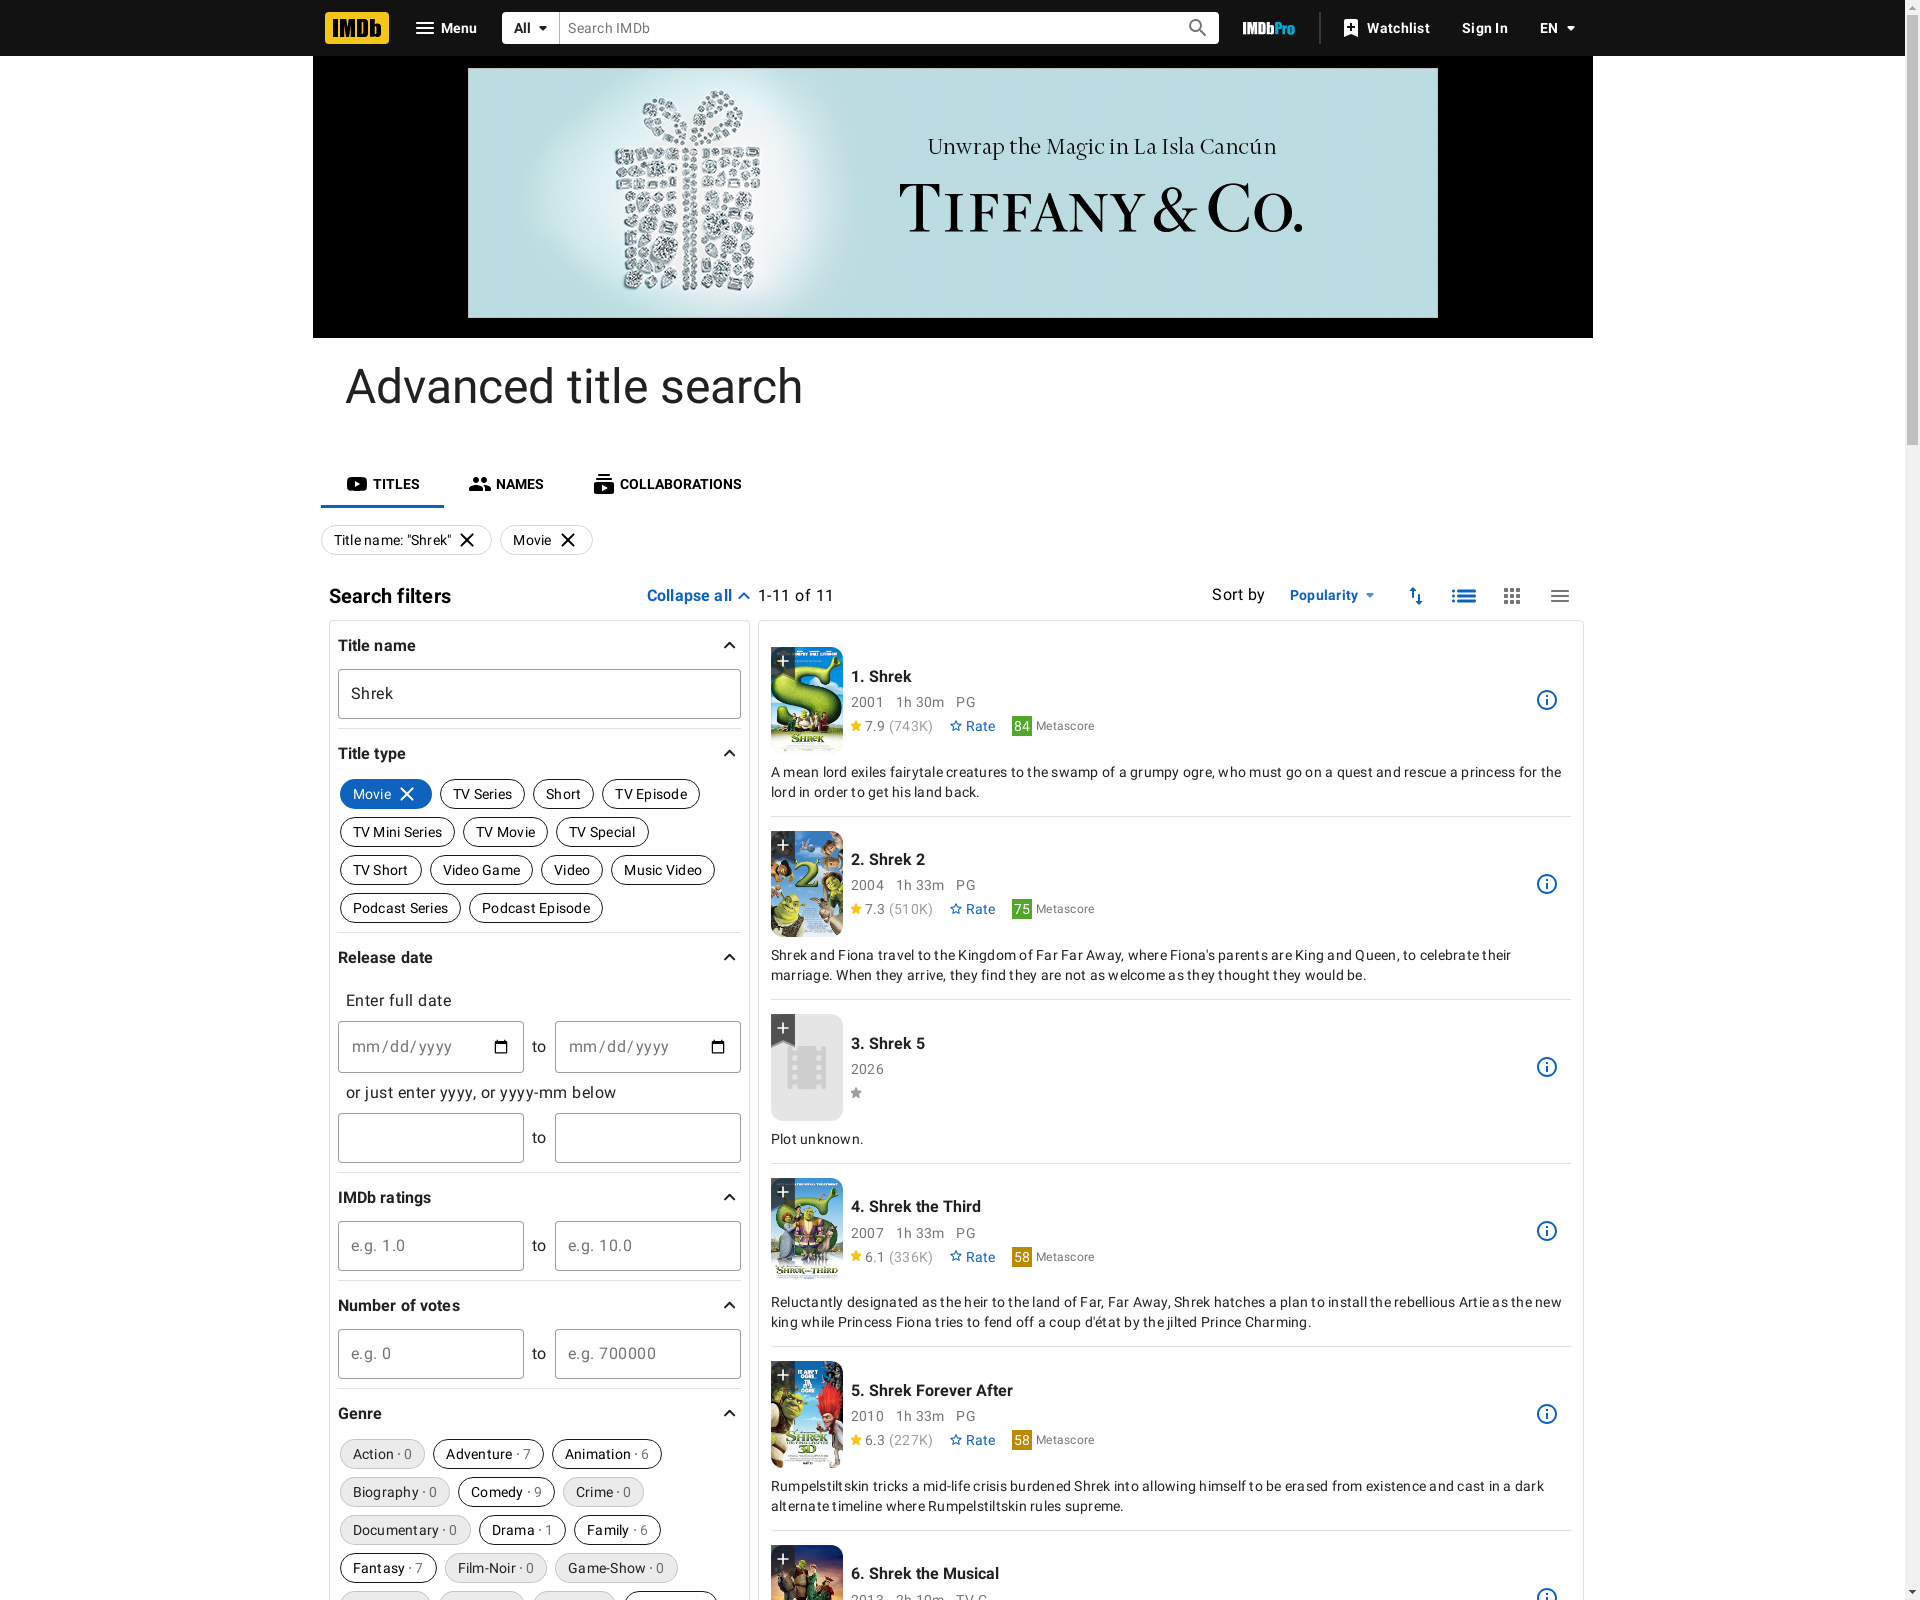 IMDb Menu All Search IMDb IMDbPro Watchlist Sign In EN
Unwrap the Magic in La Isla Cancún
TIFFANY & CO.
Advanced title search
TITLES NAMES COLLABORATIONS
Title name: "Shrek" Movie
Search filters Collapse all 1-11 of 11 Sort by Popularity
Title name
Shrek
Title type
Movie TV Series Short TV Episode
TV Mini Series TV Movie TV Special
TV Short Video Game Video Music Video
Podcast Series Podcast Episode
Release date
Enter full date
mm/dd/yyyy to mm/dd/yyyy
or just enter yyyy, or yyyy-mm below
to
IMDb ratings
e.g. 1.0 to e.g. 10.0
Number of votes
e.g. 0 to e.g. 700000
Genre
Action · 0 Adventure · 7 Animation · 6
Biography · 0 Comedy · 9 Crime · 0
Documentary · 0 Drama · 1 Family · 6
Fantasy · 7 Film-Noir · 0 Game-Show · 0
SHREK
1. Shrek
2001 1h 30m PG
7.9 (743K) Rate 84 Metascore
A mean lord exiles fairytale creatures to the swamp of a grumpy ogre, who must go on a quest and rescue a princess for the
lord in order to get his land back.
2
2. Shrek 2
2004 1h 33m PG
7.3 (510K) Rate 75 Metascore
Shrek and Fiona travel to the Kingdom of Far Far Away, where Fiona's parents are King and Queen, to celebrate their
marriage. When they arrive, they find they are not as welcome as they thought they would be.
3. Shrek 5
2026
Plot unknown.
SHREK THE THIRD
4. Shrek the Third
2007 1h 33m PG
6.1 (336K) Rate 58 Metascore
Reluctantly designated as the heir to the land of Far, Far Away, Shrek hatches a plan to install the rebellious Artie as the new
king while Princess Fiona tries to fend off a coup d'état by the jilted Prince Charming.
IT AIN'T
OGRE
SHREK
3D
5. Shrek Forever After
2010 1h 33m PG
6.3 (227K) Rate 58 Metascore
Rumpelstiltskin tricks a mid-life crisis burdened Shrek into allowing himself to be erased from existence and cast in a dark
alternate timeline where Rumpelstiltskin rules supreme.
6. Shrek the Musical
2013 2h 10m TV-G